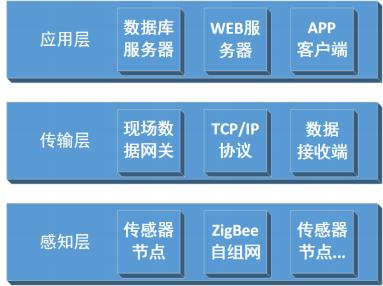 应用层
数据库
服务器
WEB服
务器
APP
客户端
传输层
现场数
据网关
TCP/IP
协议
数据
接收端
感知层
传感器
节点
ZigBee
自组网
传感器
节点...